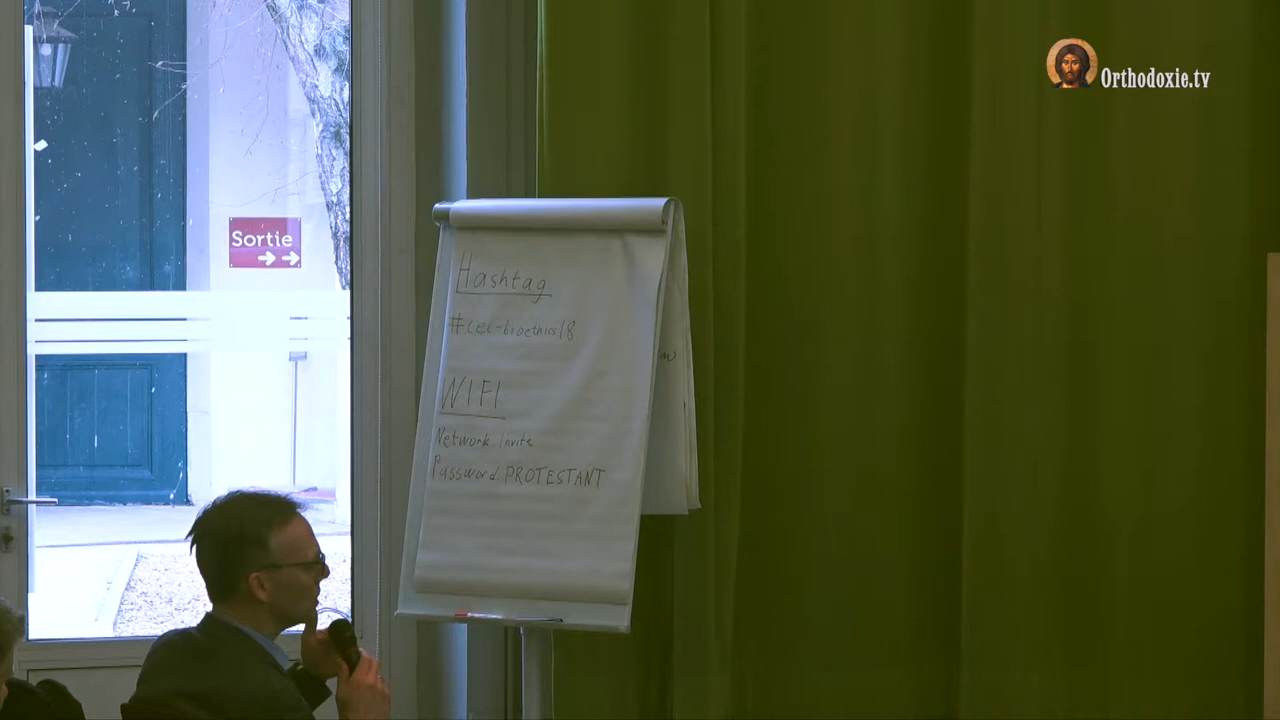 Orthodoxie.tv
Sortie
Hashtag
#cec-bioethics18
WIFI
Network Invite
Password PROTESTANT